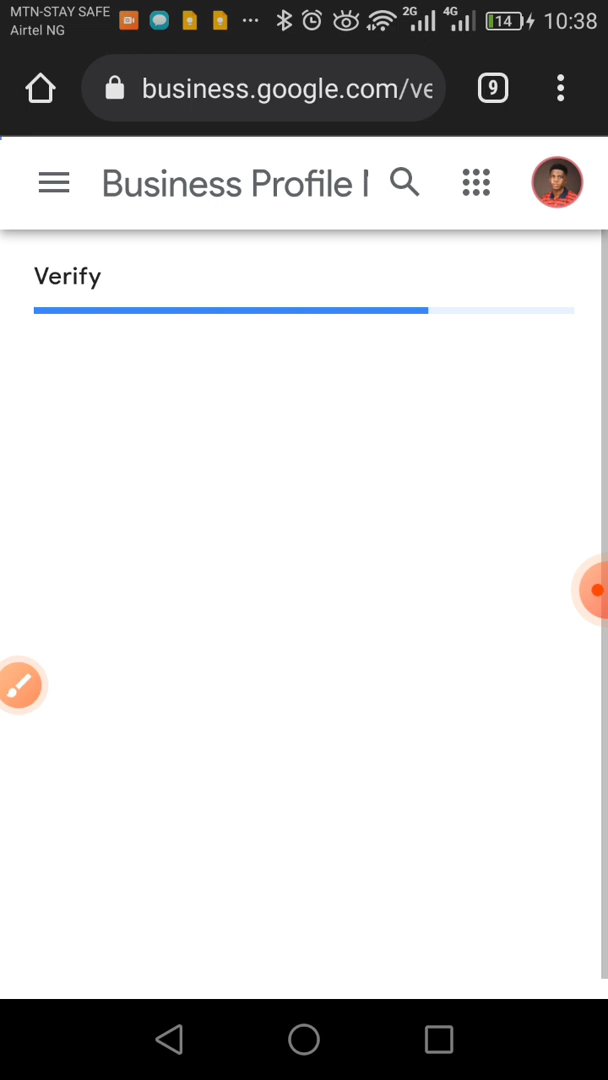 MTN-STAY SAFE
Airtel NG
2G
4G
14
10:38
business.google.com/ve
9
Business Profile
Verify